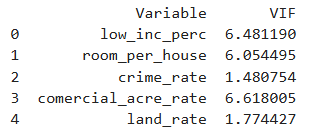 Variable VIF
0 low_inc_perc 6.481190
1 room_per_house 6.054495
2 crime_rate 1.480754
3 comercial_acre_rate 6.618005
4 land_rate 1.774427